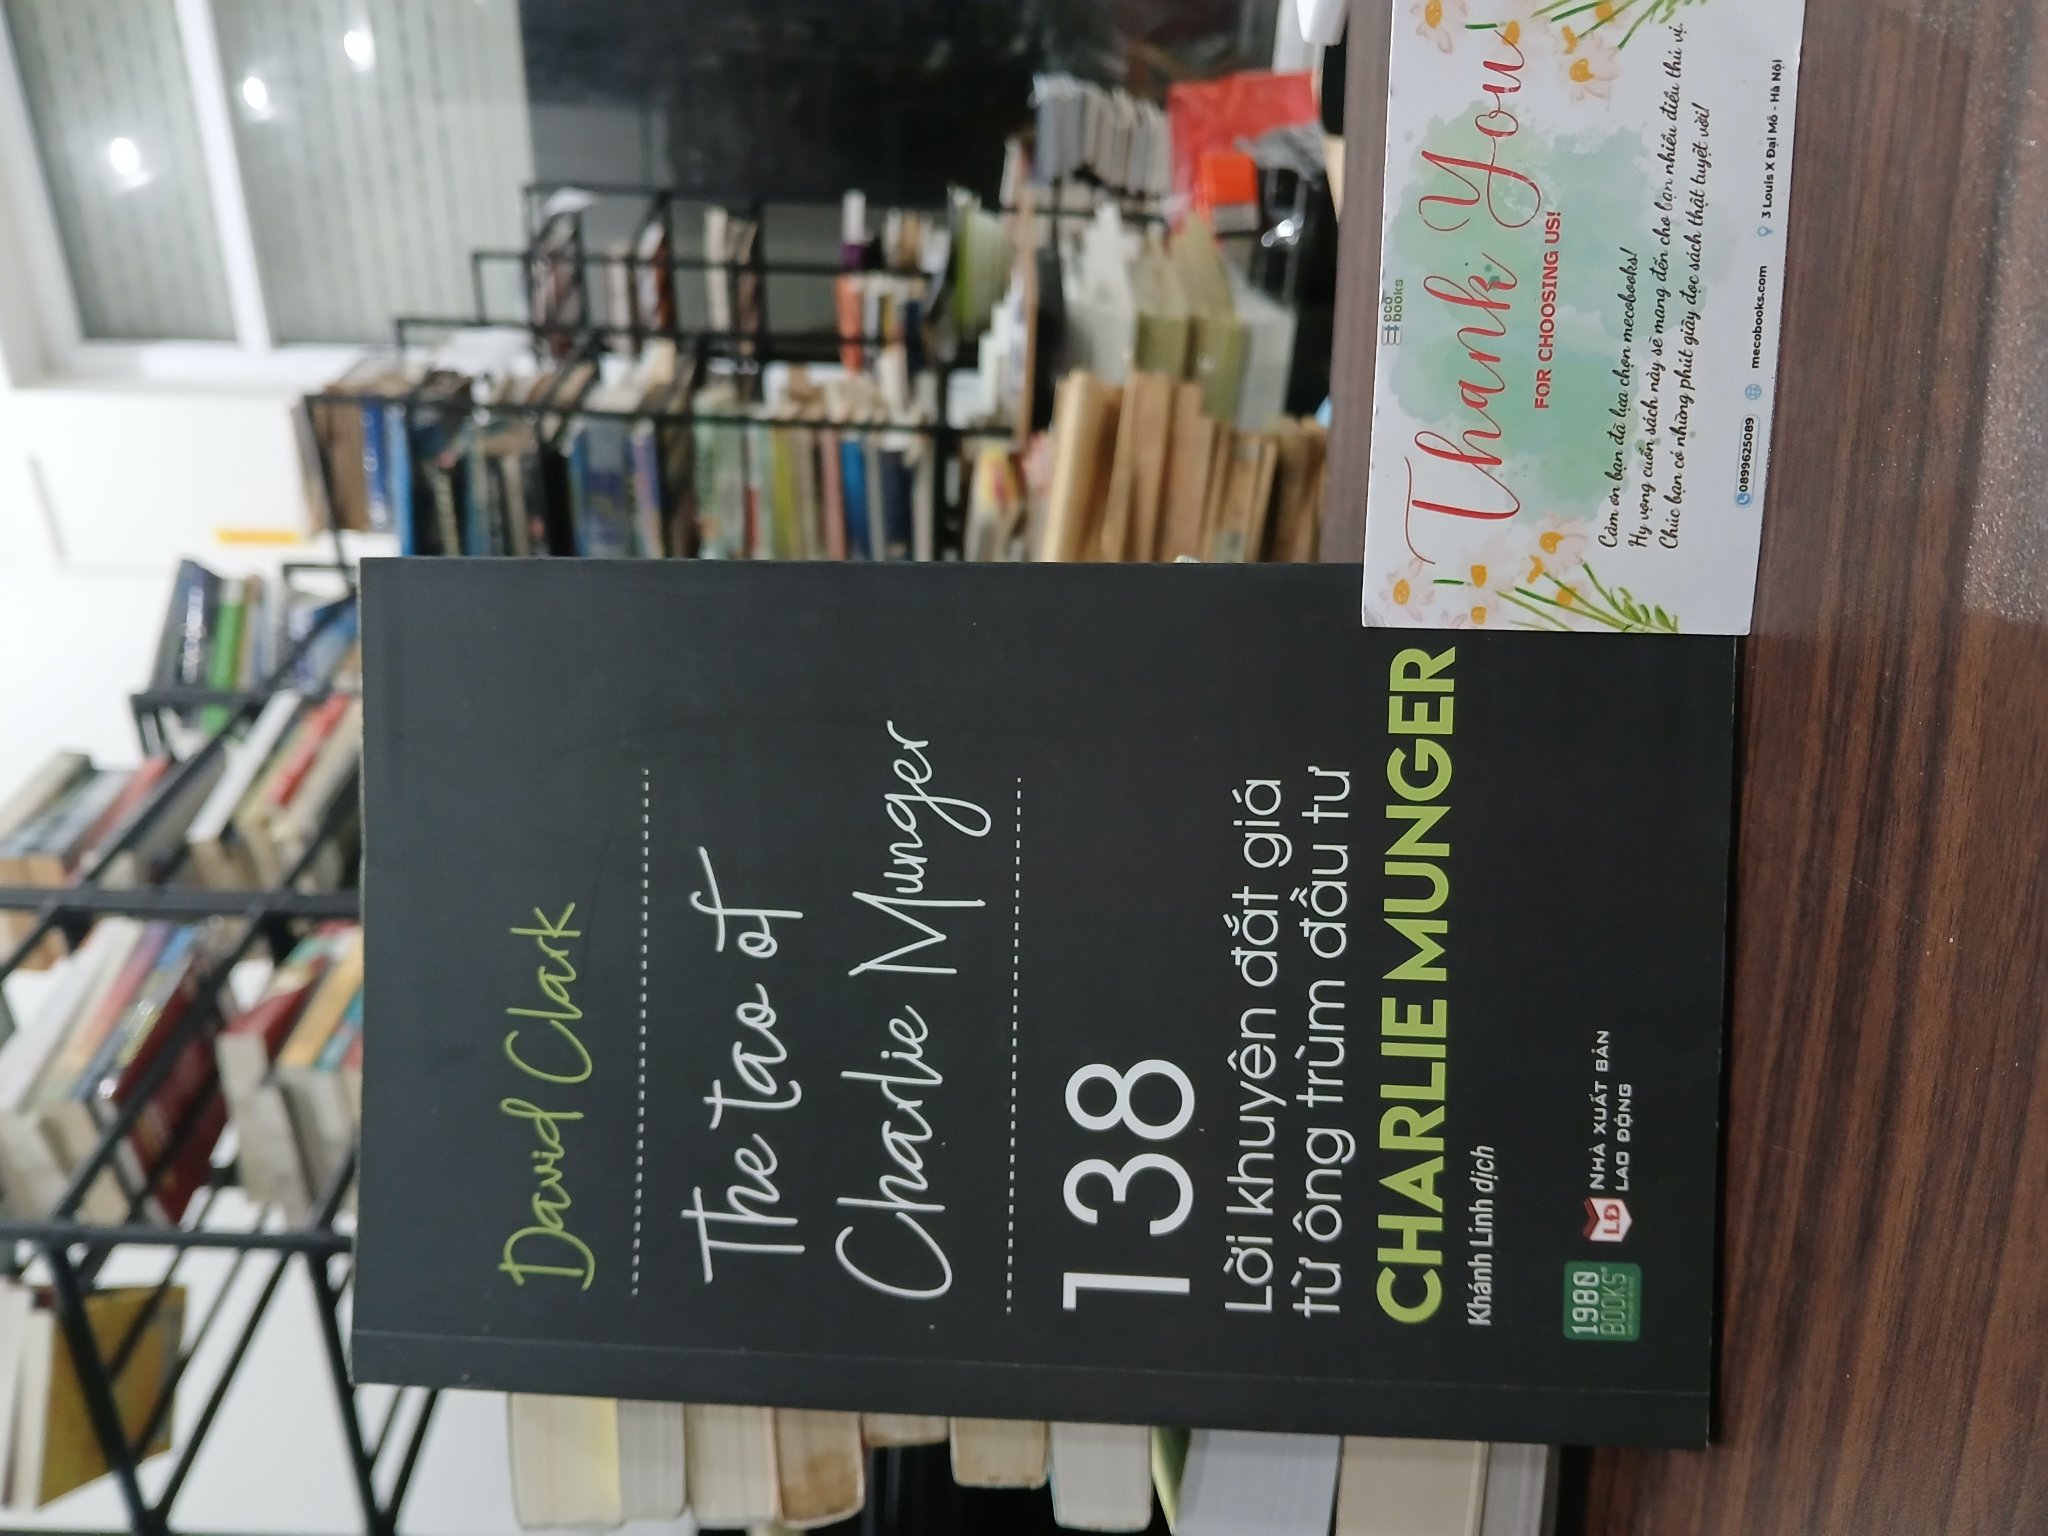 David Clark
The tao of
Charlie Munger
138
Lời khuyên đắt giá
từ ông trùm đầu tư
CHARLIE MUNGER
Khánh Linh dịch
1980
BOOKS
LĐ
NHÀ XUẤT BẢN
LAO ĐỘNG
eco
books
Thank You!
FOR CHOOSING US!
Cảm ơn bạn đã lựa chọn mecobooks!
Hy vọng cuốn sách này sẽ mang đến cho bạn nhiều điều thú vị.
Chúc bạn có những phút giây đọc sách thật tuyệt vời!
0899625089 mecobooks.com 3 Louis X Đại Mỗ - Hà Nội